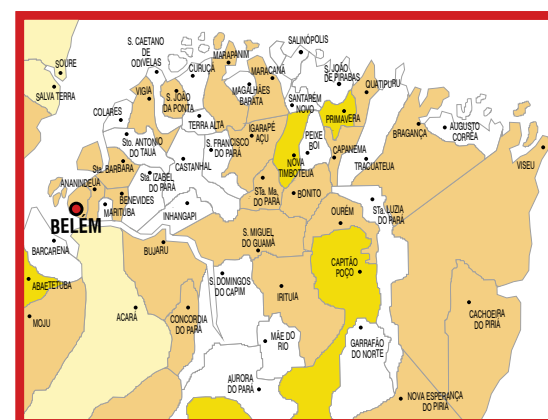 SALINÓPOLIS
S. CAETANO
DE
ODIVELAS
MARAPANIM
SOURE
CURUÇA
MARACANÃ
S. JOÃO
DE PIRABAS
QUATIPURU
VIGIA
S. JOÃO
DA PONTA
MAGALHÃES
BARATA
SALVA TERRA
SANTARÉM
NOVO
PRIMAVERA
COLARES
TERRA ALTA
IGARAPÉ
AÇU
BRAGANÇA
AUGUSTO
CORRÊA
Sto. ANTONIO
DO TAUA
S. FRANCISCO
DO PARÁ
PEIXE
BOI
CAPANEMA
VISEU
Sta. BARBARA
CASTANHAL
NOVA
TIMBOTEUA
TRACUATEUA
ANANINDEUA
Sta. IZABEL
DO PARÁ
STa. Ma.
DO PARÁ
BONITO
BENEVIDES
MARITUBA
INHANGAPI
OURÉM
STa. LUZIA
DO PARÁ
BELÉM
BARCARENA
BUJARU
S. MIGUEL
DO GUAMÁ
CAPITÃO
POÇO
ABAETETUBA
S. DOMINGOS
DO CAPIM
IRITUIA
MOJU
ACARÁ
CONCORDIA
DO PARÁ
CACHOEIRA
DO PIRIÁ
MÃE DO
RIO
GARRAFÃO
DO NORTE
AURORA
DO PARÁ
NOVA ESPERANÇA
DO PIRIÁ